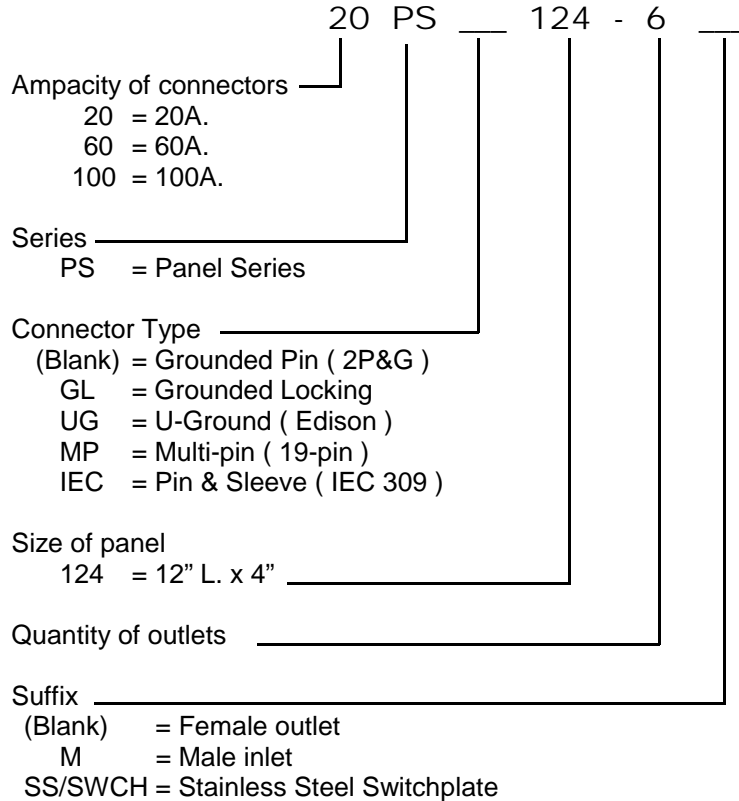 20 PS ___ 124 - 6 ___
Ampacity of connectors
20 = 20A.
60 = 60A.
100 = 100A.
Series
PS = Panel Series
Connector Type
(Blank) = Grounded Pin ( 2P&G )
GL = Grounded Locking
UG = U-Ground ( Edison )
MP = Multi-pin ( 19-pin )
IEC = Pin & Sleeve ( IEC 309 )
Size of panel
124 = 12” L. x 4”
Quantity of outlets
Suffix
(Blank) = Female outlet
M = Male inlet
SS/SWCH = Stainless Steel Switchplate